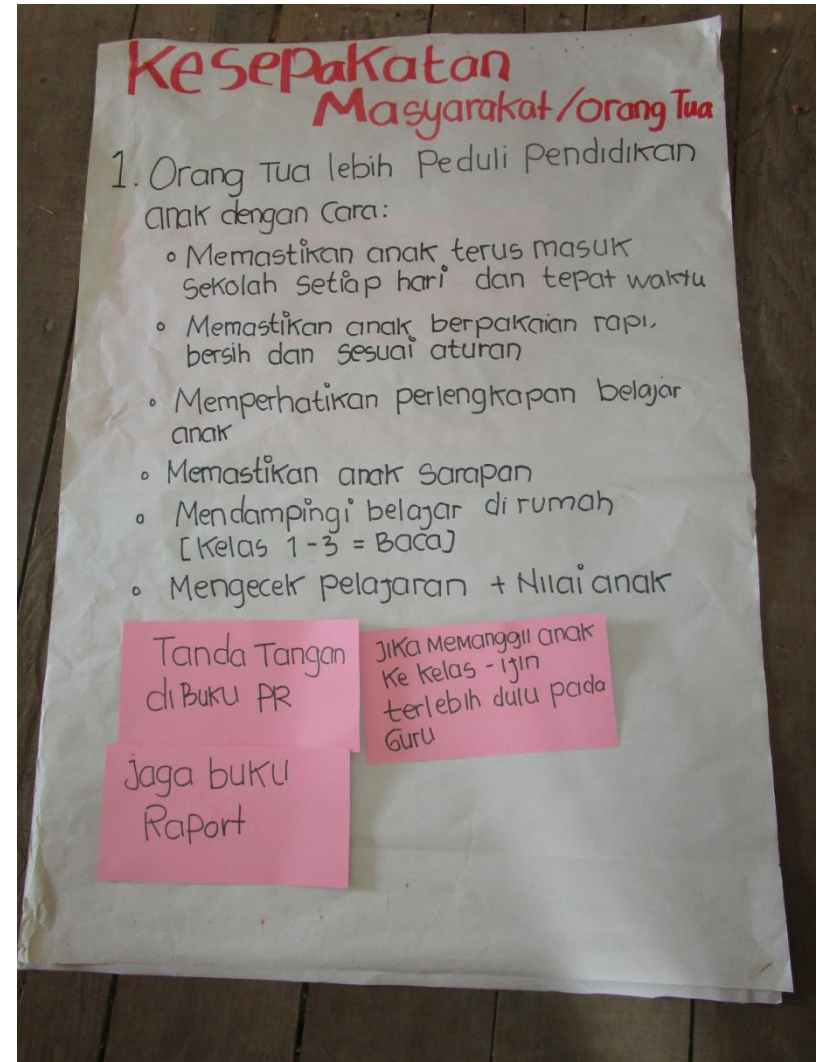 Kesepakatan
Masyarakat/orang Tua
1. Orang Tua lebih Peduli Pendidikan
anak dengan Cara:
◦ Memastikan anak terus masuk
Sekolah Setiap hari dan tepat waktu
◦ Memastikan anak berpakaian rapi,
bersih dan sesuai aturan
◦ Memperhatikan perlengkapan belajar
anak
◦ Memastikan anak Sarapan
◦ Mendampingi belajar di rumah
[Kelas 1-3 = Baca]
◦ Mengecek Pelajaran + Nilai anak
Tanda Tangan
di Buku PR
Jika Memanggil anak
Ke Kelas - ijin
terlebih dulu pada
Guru
Jaga buku
Raport